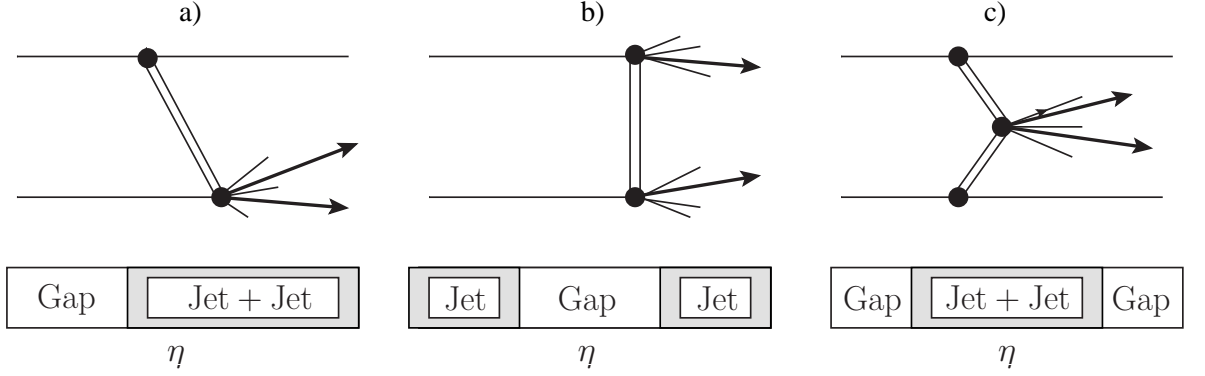 a) b) c)
Gap Jet + Jet Jet Gap Jet Gap Jet + Jet Gap
η η η